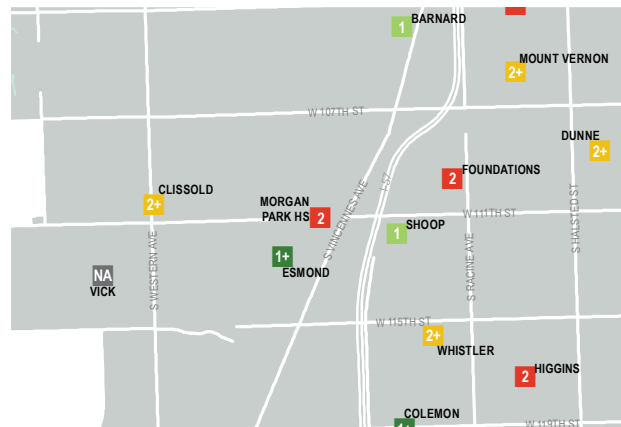 1
BARNARD
2+
MOUNT VERNON
W 107TH ST
DUNNE
2+
I-57
FOUNDATIONS
2
CLISSOLD
2+
MORGAN
PARK HS
2
S VINCENNES AVE
W 111TH ST
S HALSTED ST
SHOOP
1
1+
ESMOND
S WESTERN AVE
S RACINE AVE
NA
VICK
W 115TH ST
2+
WHISTLER
2
HIGGINS
COLEMON
1+
W 119TH ST